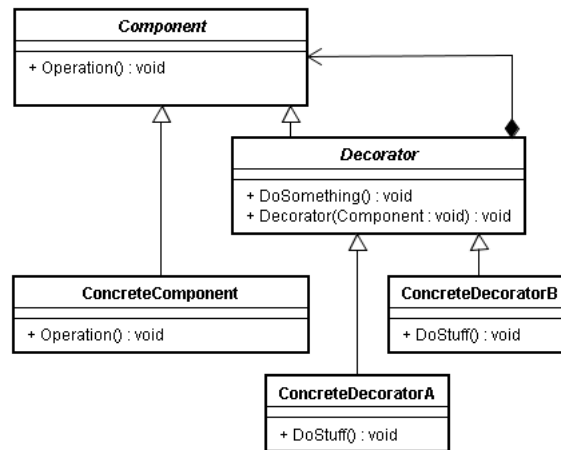 Component
+ Operation() : void
Decorator
+ DoSomething() : void
+ Decorator(Component : void) : void
ConcreteComponent
+ Operation() : void
ConcreteDecoratorB
+ DoStuff() : void
ConcreteDecoratorA
+ DoStuff() : void